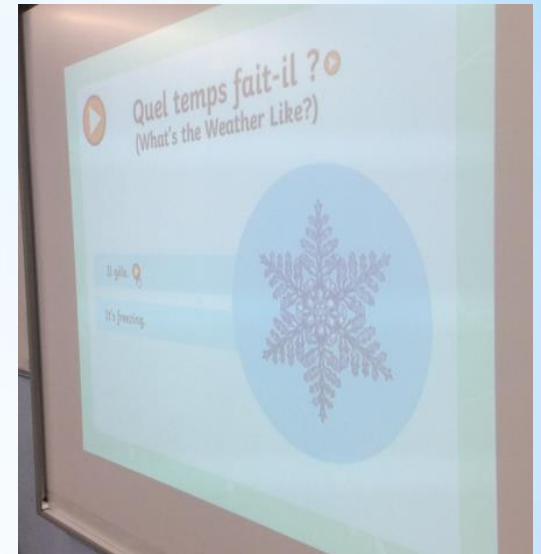 Quel temps fait-il ?
(What's the Weather Like?)
Il gèle.
It's freezing.